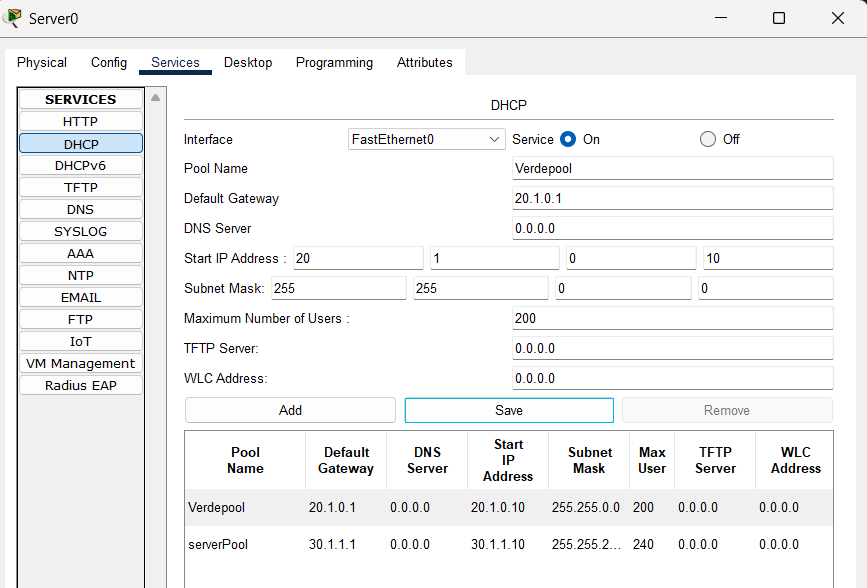 Server0
Physical Config Services Desktop Programming Attributes
SERVICES
HTTP
DHCP
DHCPv6
TFTP
DNS
SYSLOG
AAA
NTP
EMAIL
FTP
IoT
VM Management
Radius EAP
DHCP
Interface FastEthernet0 Service On Off
Pool Name Verdepool
Default Gateway 20.1.0.1
DNS Server 0.0.0.0
Start IP Address : 20 1 0 10
Subnet Mask: 255 255 0 0
Maximum Number of Users : 200
TFTP Server: 0.0.0.0
WLC Address: 0.0.0.0
Add Save Remove
Pool Name Default Gateway DNS Server Start IP Address Subnet Mask Max User TFTP Server WLC Address
Verdepool 20.1.0.1 0.0.0.0 20.1.0.10 255.255.0.0 200 0.0.0.0 0.0.0.0
serverPool 30.1.1.1 0.0.0.0 30.1.1.10 255.255.2... 240 0.0.0.0 0.0.0.0